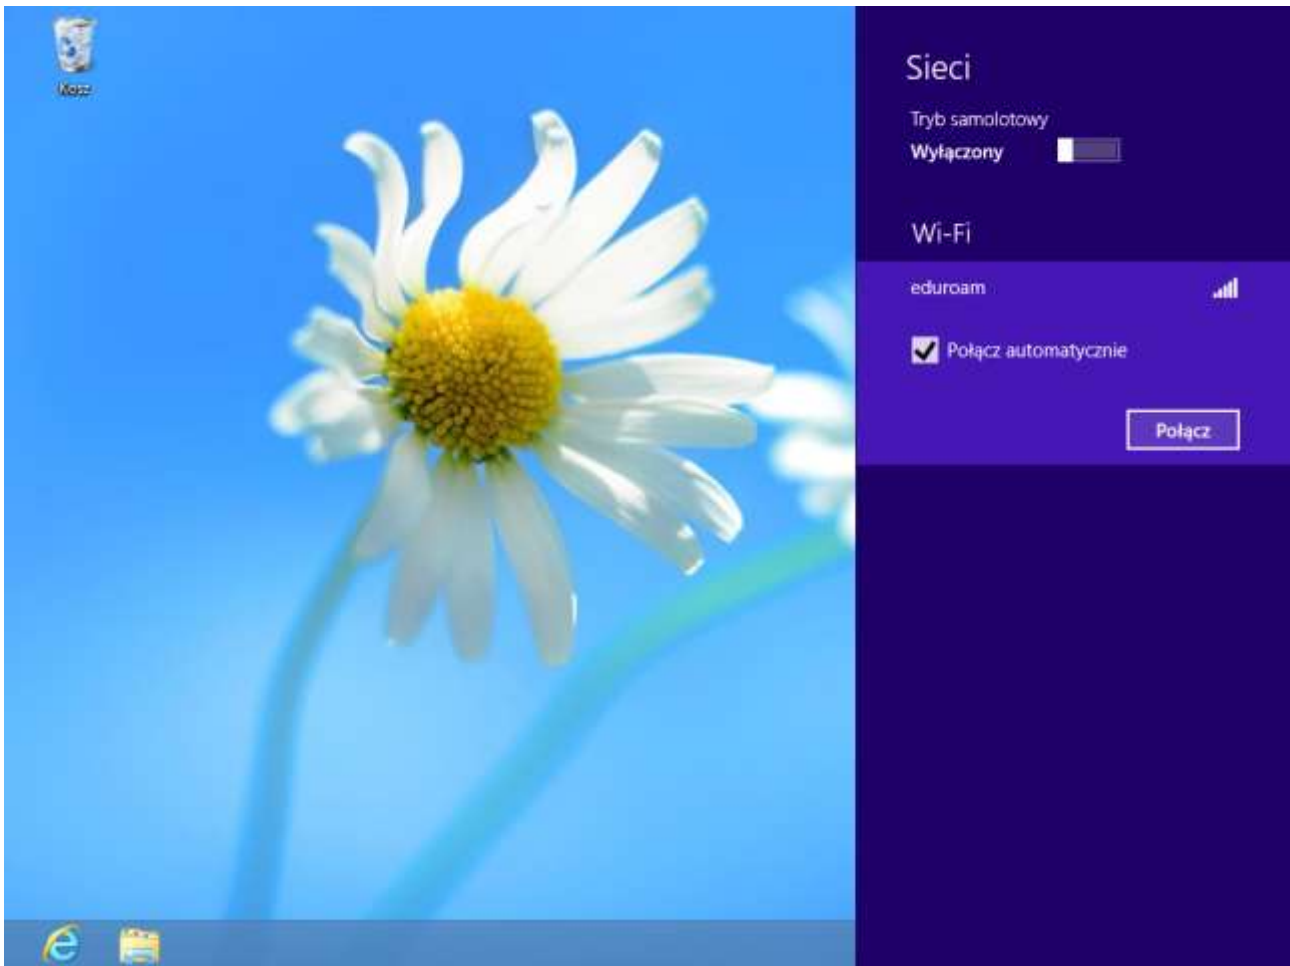 Kosz
Sieci
Tryb samolotowy
Wyłączony
Wi-Fi
eduroam
Połącz automatycznie
Połącz